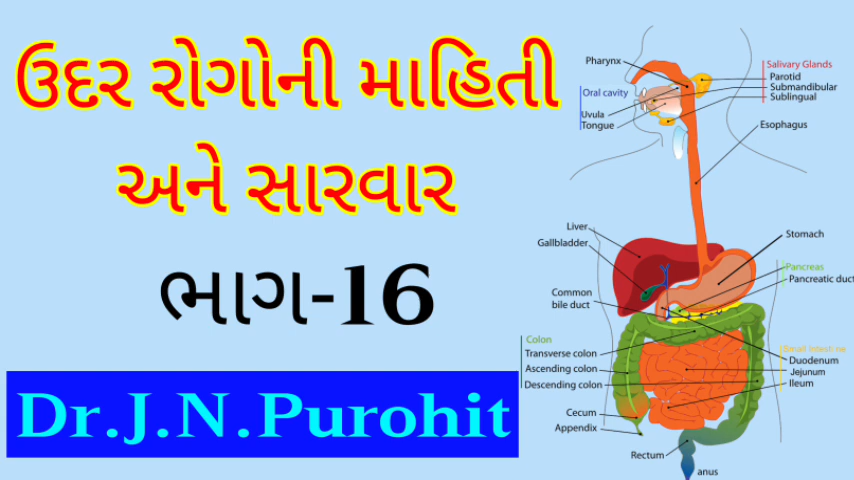 ઉદર રોગોની માહિતી
અને સારવાર
ભાગ-16
Dr.J.N.Purohit
Pharynx
Oral cavity
Uvula
Tongue
Salivary Glands
Parotid
Submandibular
Sublingual
Esophagus
Liver
Gallbladder
Common
bile duct
Stomach
Pancreas
Pancreatic duct
Colon
Transverse colon
Ascending colon
Descending colon
Cecum
Appendix
Small Intestine
Duodenum
Jejunum
Ileum
Rectum
anus